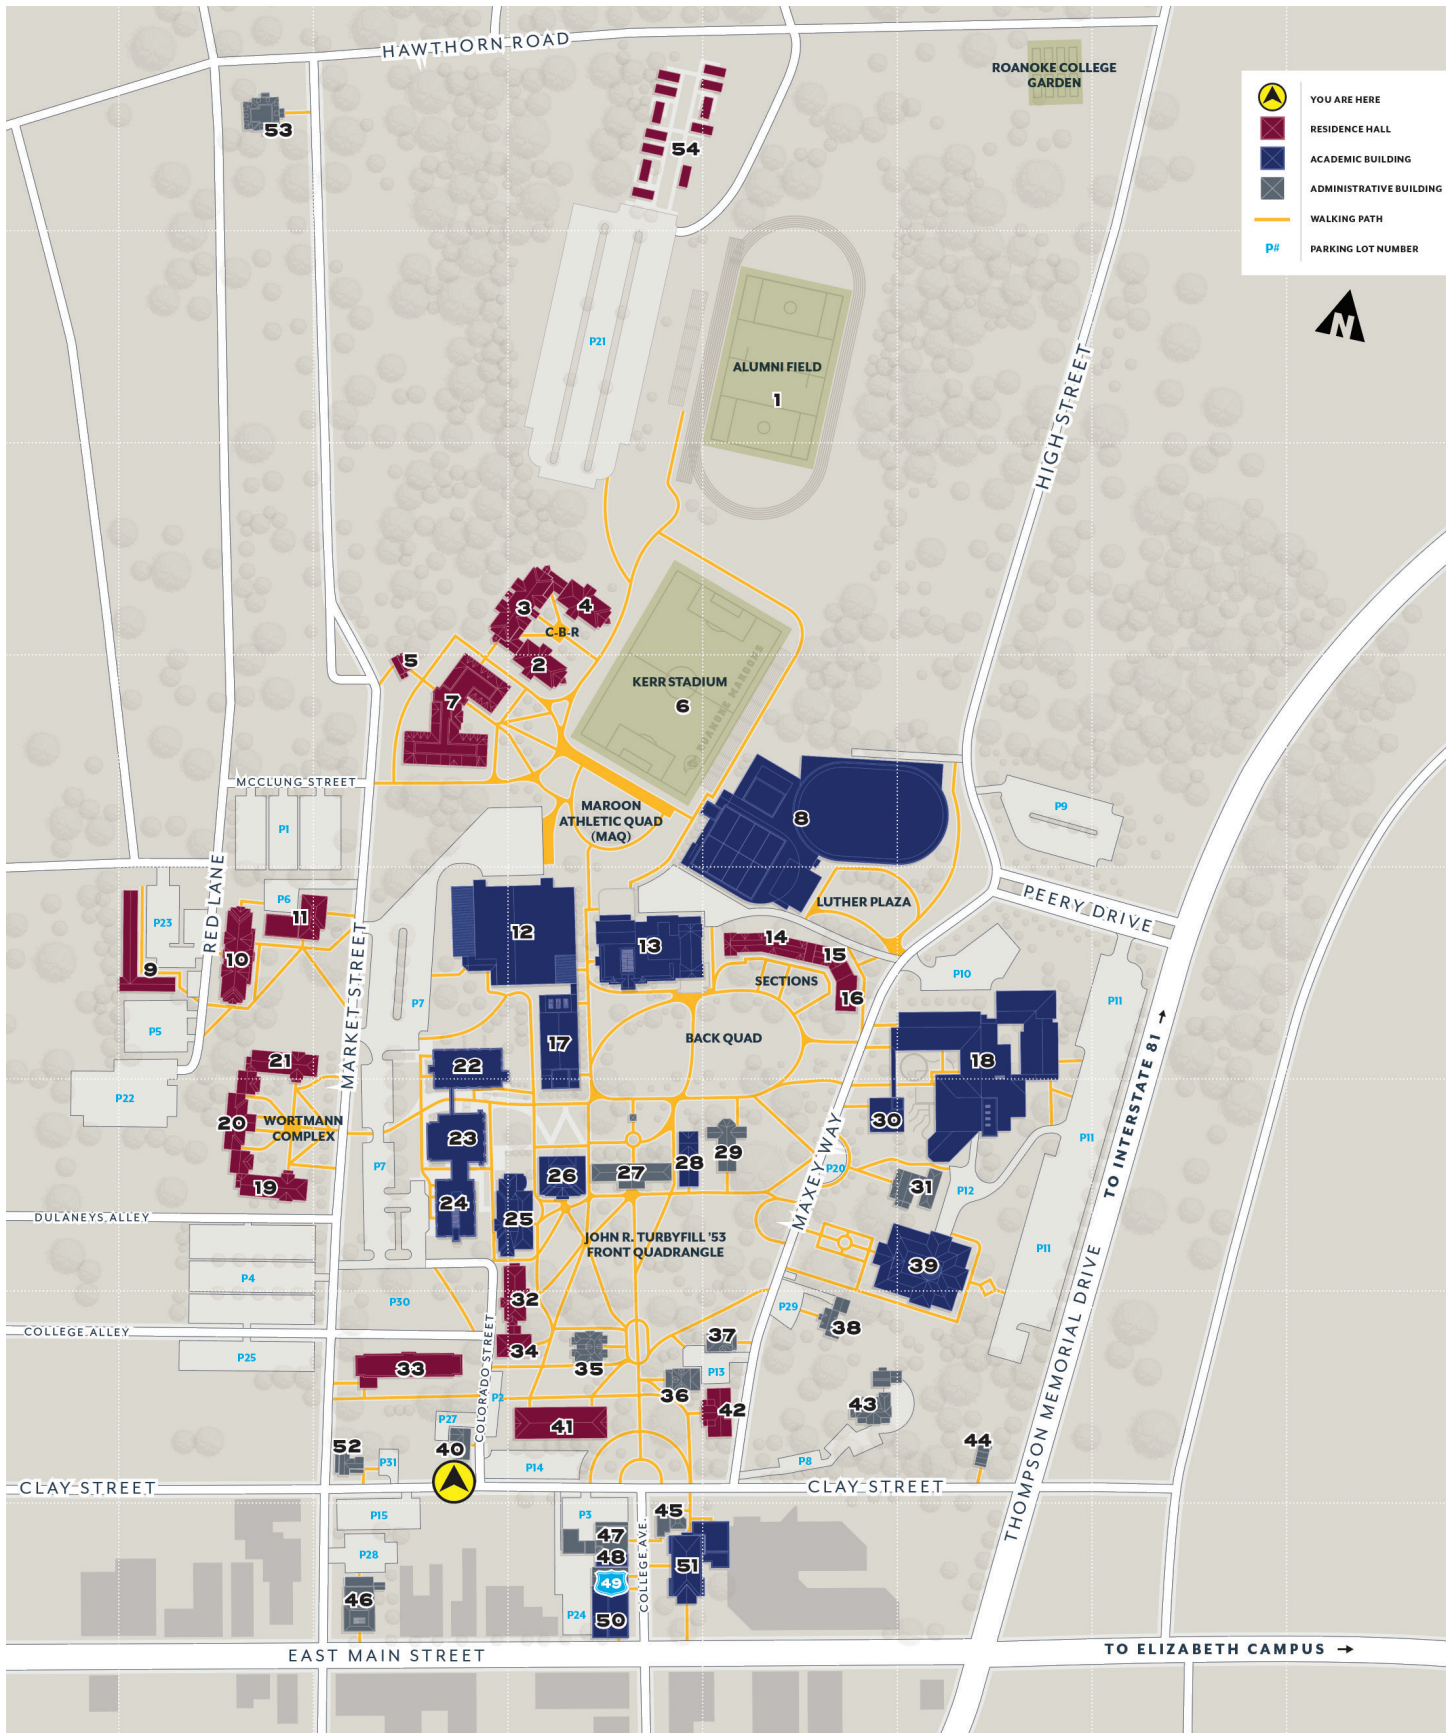 HAWTHORN ROAD
ROANOKE COLLEGE
GARDEN
YOU ARE HERE
RESIDENCE HALL
ACADEMIC BUILDING
ADMINISTRATIVE BUILDING
WALKING PATH
P#
PARKING LOT NUMBER
N
53
54
P21
ALUMNI FIELD
1
HIGH STREET
3
4
C-B-R
2
5
7
KERR STADIUM
6
ROANOKE MAROONS
MCCLUNG STREET
MAROON
ATHLETIC QUAD
(MAQ)
8
P9
P1
PEERY DRIVE
RED LANE
P6
P23
11
10
9
MARKET STREET
12
13
LUTHER PLAZA
14
15
SECTIONS
16
P10
P11
P7
P5
17
BACK QUAD
18
21
22
P22
20
WORTMANN
COMPLEX
23
30
P11
TO INTERSTATE 81 →
19
P7
24
26
27
28
29
MAXEY WAY
P20
31
P12
DULANEYS ALLEY
25
JOHN R. TURBYFILL '53
FRONT QUADRANGLE
39
P11
P4
P30
32
P29
38
COLLEGE ALLEY
P25
33
34
35
37
P13
36
COLORADO STREET
P2
42
43
THOMPSON MEMORIAL DRIVE
P27
41
40
52
P31
P14
P8
44
CLAY STREET
CLAY STREET
P15
P3
45
47
48
49
50
COLLEGE AVE.
51
P28
46
P24
EAST MAIN STREET
TO ELIZABETH CAMPUS →